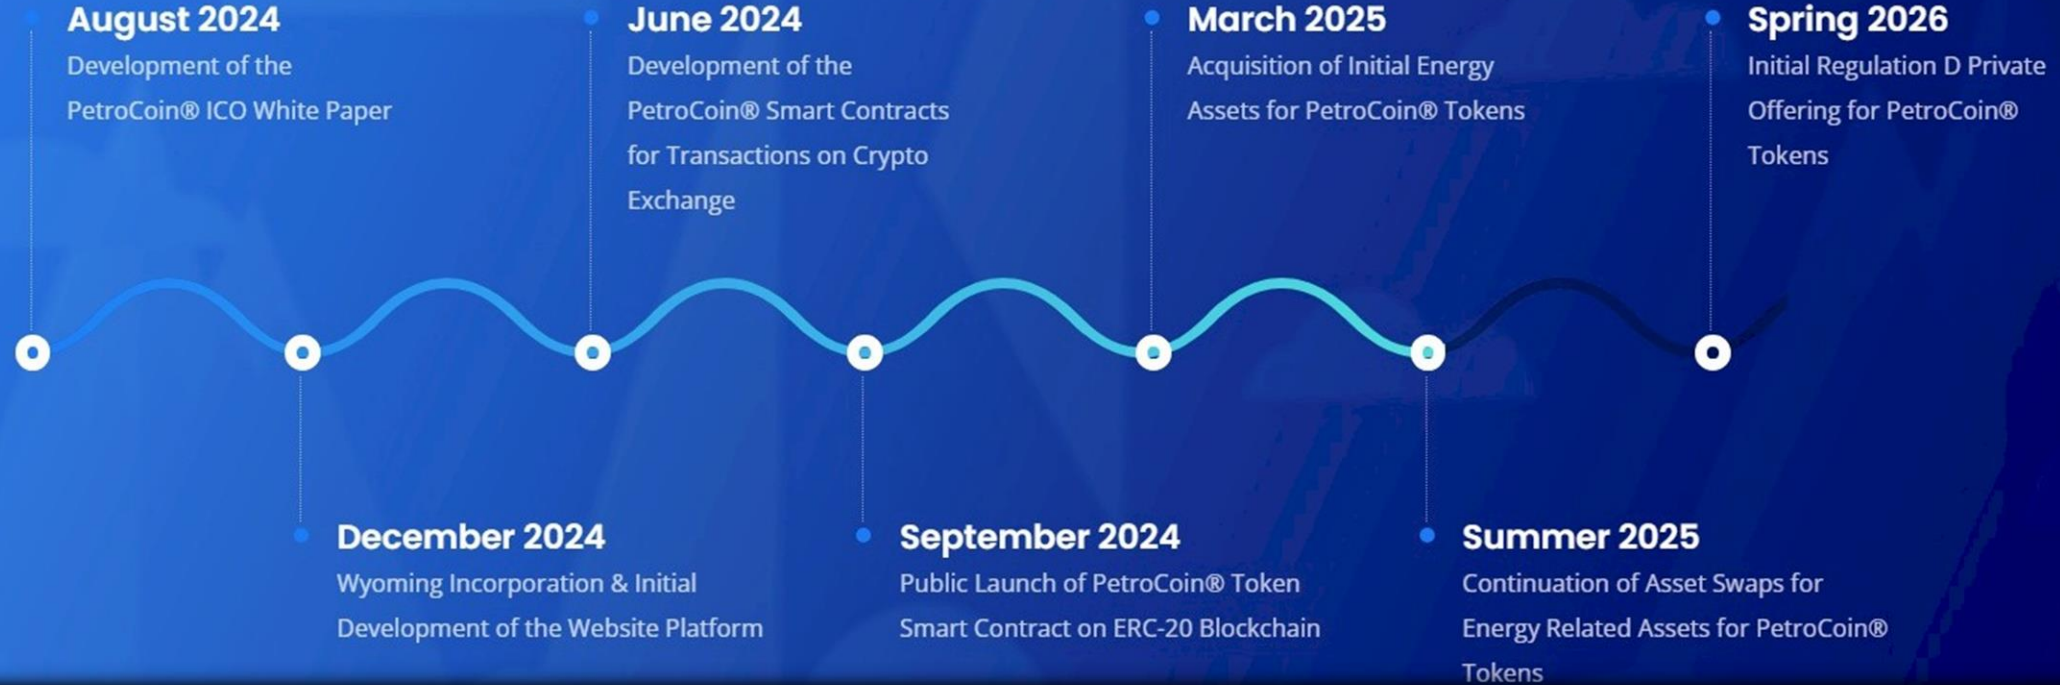 August 2024
Development of the
PetroCoin® ICO White Paper
June 2024
Development of the
PetroCoin® Smart Contracts
for Transactions on Crypto
Exchange
March 2025
Acquisition of Initial Energy
Assets for PetroCoin® Tokens
Spring 2026
Initial Regulation D Private
Offering for PetroCoin®
Tokens
December 2024
Wyoming Incorporation & Initial
Development of the Website Platform
September 2024
Public Launch of PetroCoin® Token
Smart Contract on ERC-20 Blockchain
Summer 2025
Continuation of Asset Swaps for
Energy Related Assets for PetroCoin®
Tokens